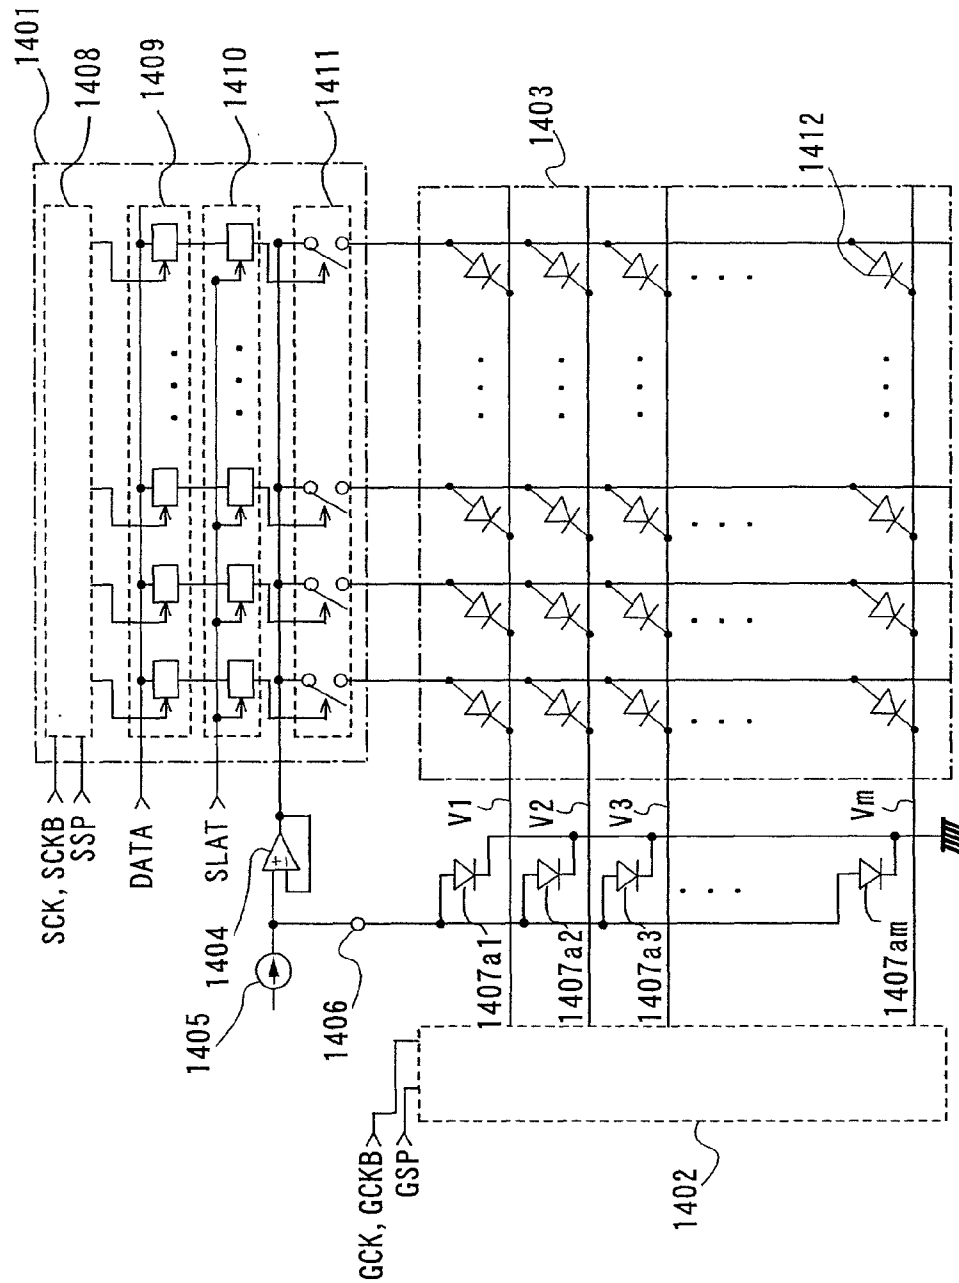 1401
1408
1409
1410
1411
1403
1412
SCK, SCKB
SSP
DATA
SLAT
1404
1405
1406
V1
V2
V3
Vm
1407a1
1407a2
1407a3
1407am
GCK, GCKB
GSP
1402